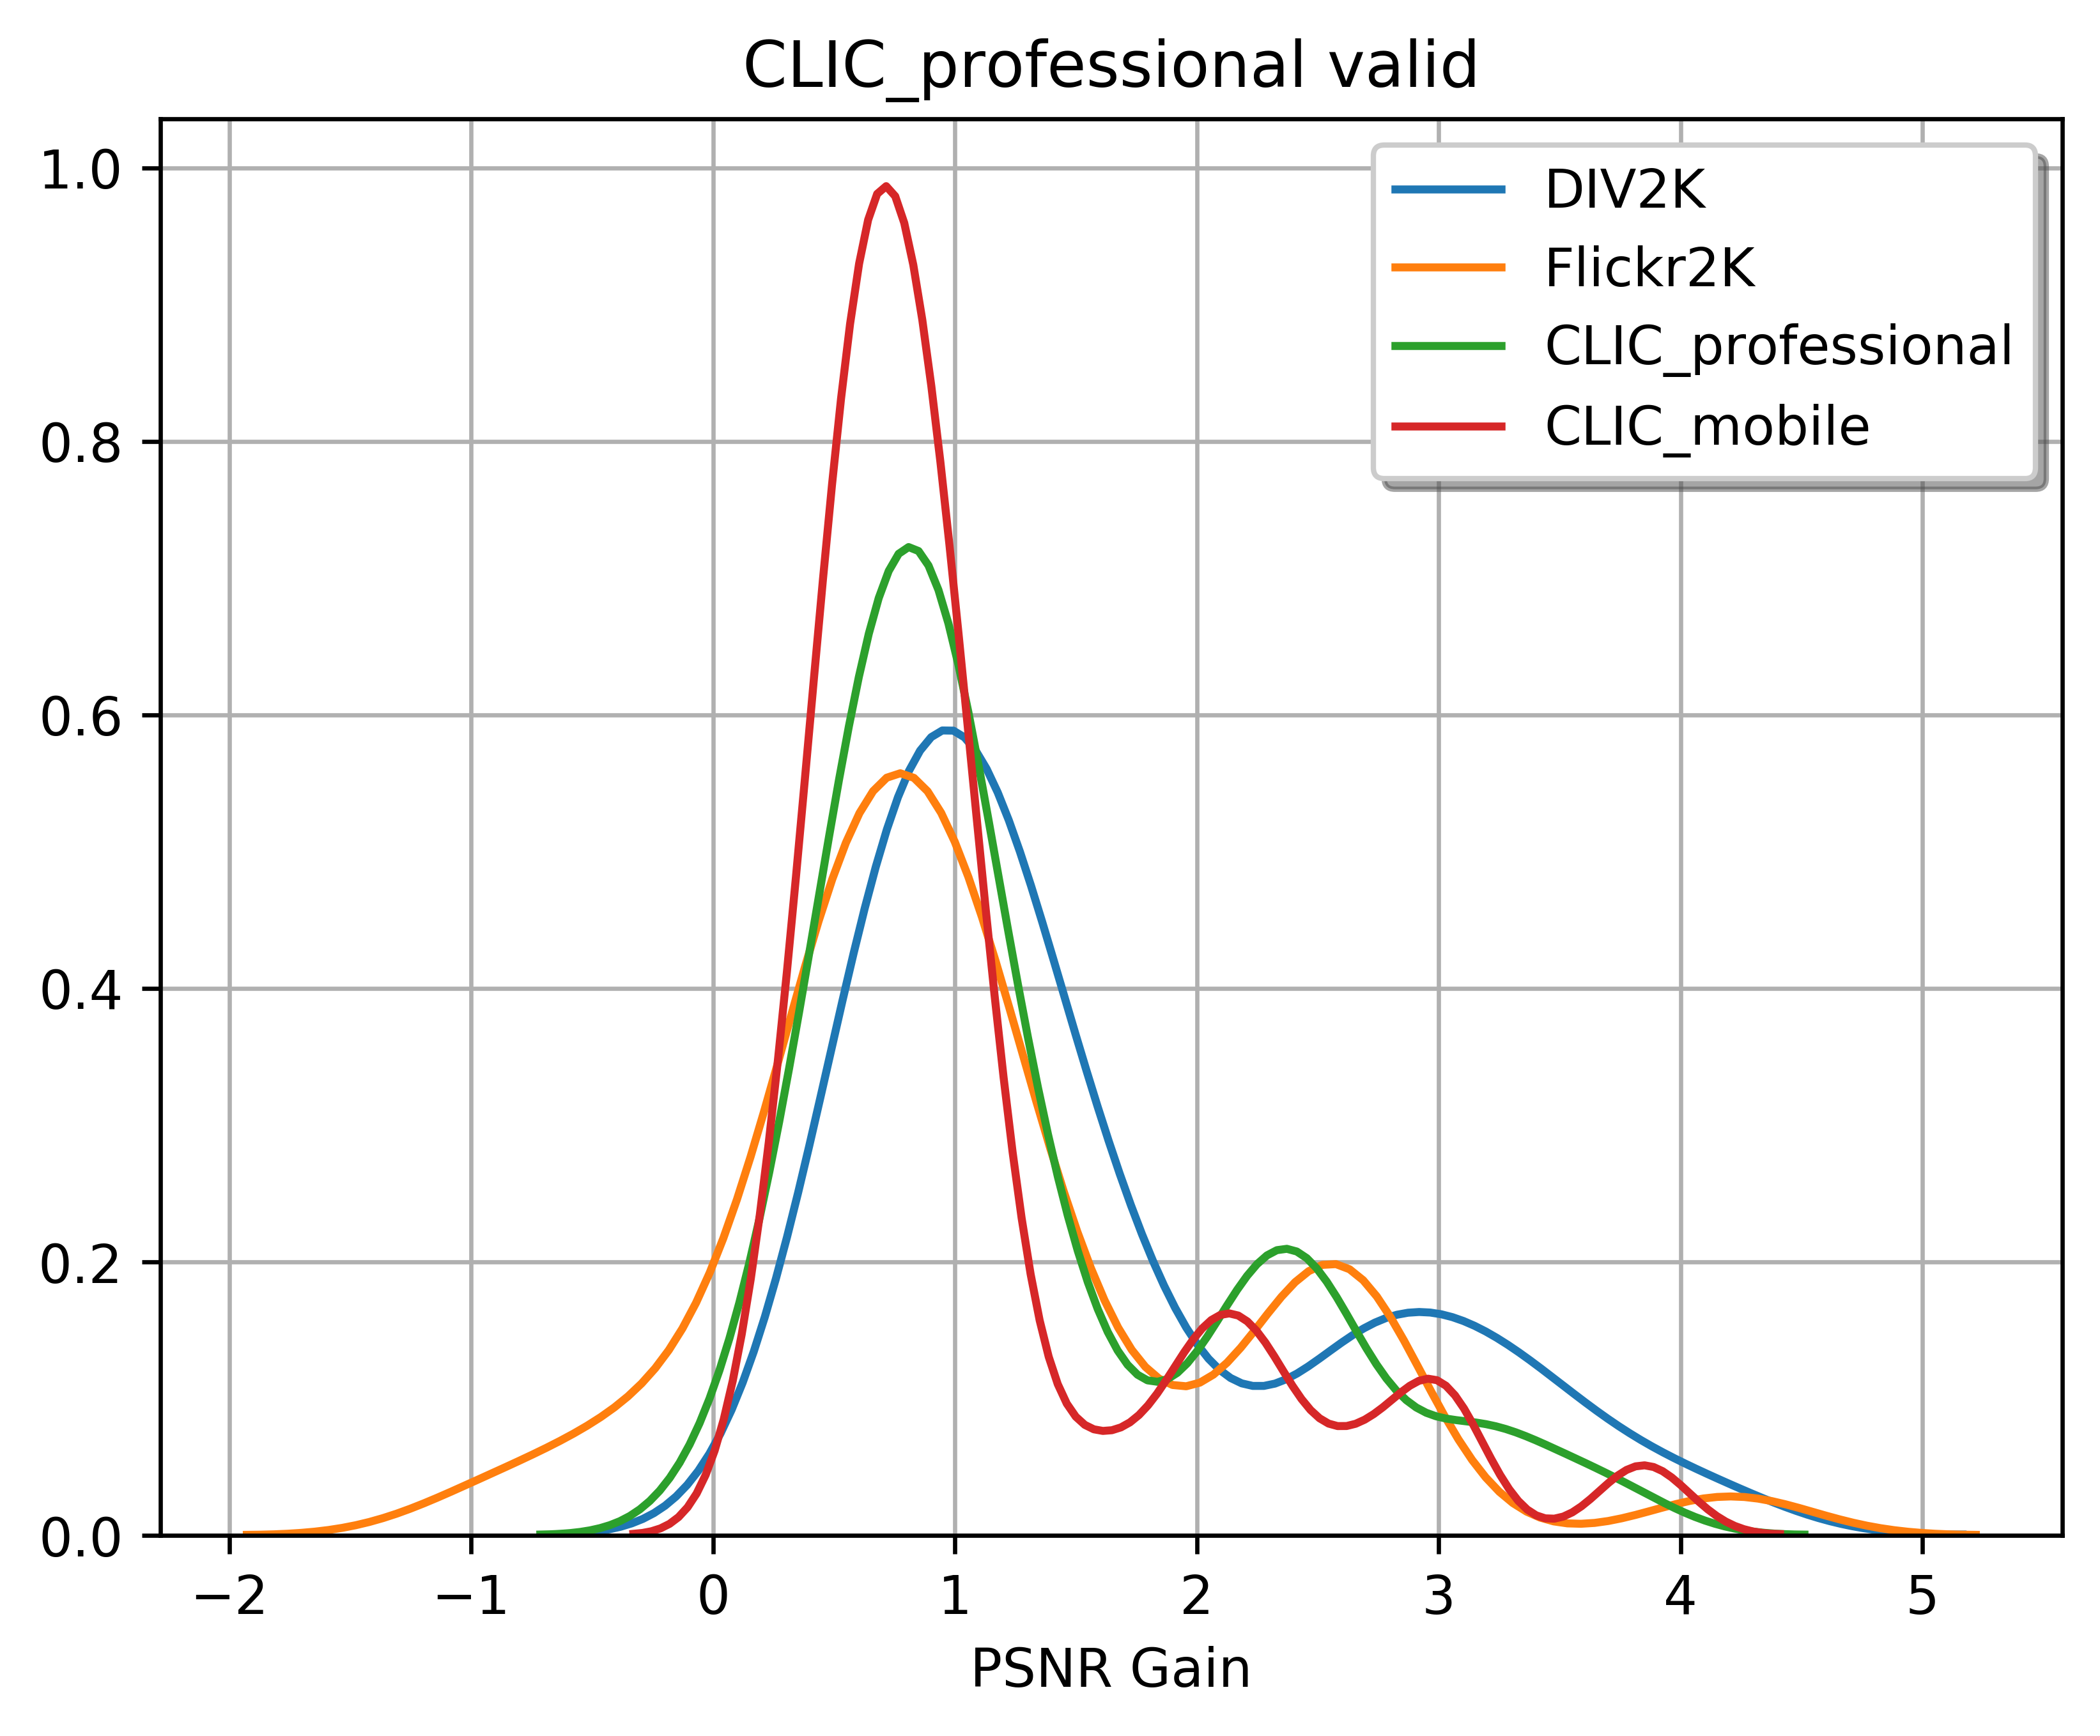 CLIC_professional valid
1.0
0.8
0.6
0.4
0.2
0.0
DIV2K
Flickr2K
CLIC_professional
CLIC_mobile
−2 −1 0 1 2 3 4 5
PSNR Gain